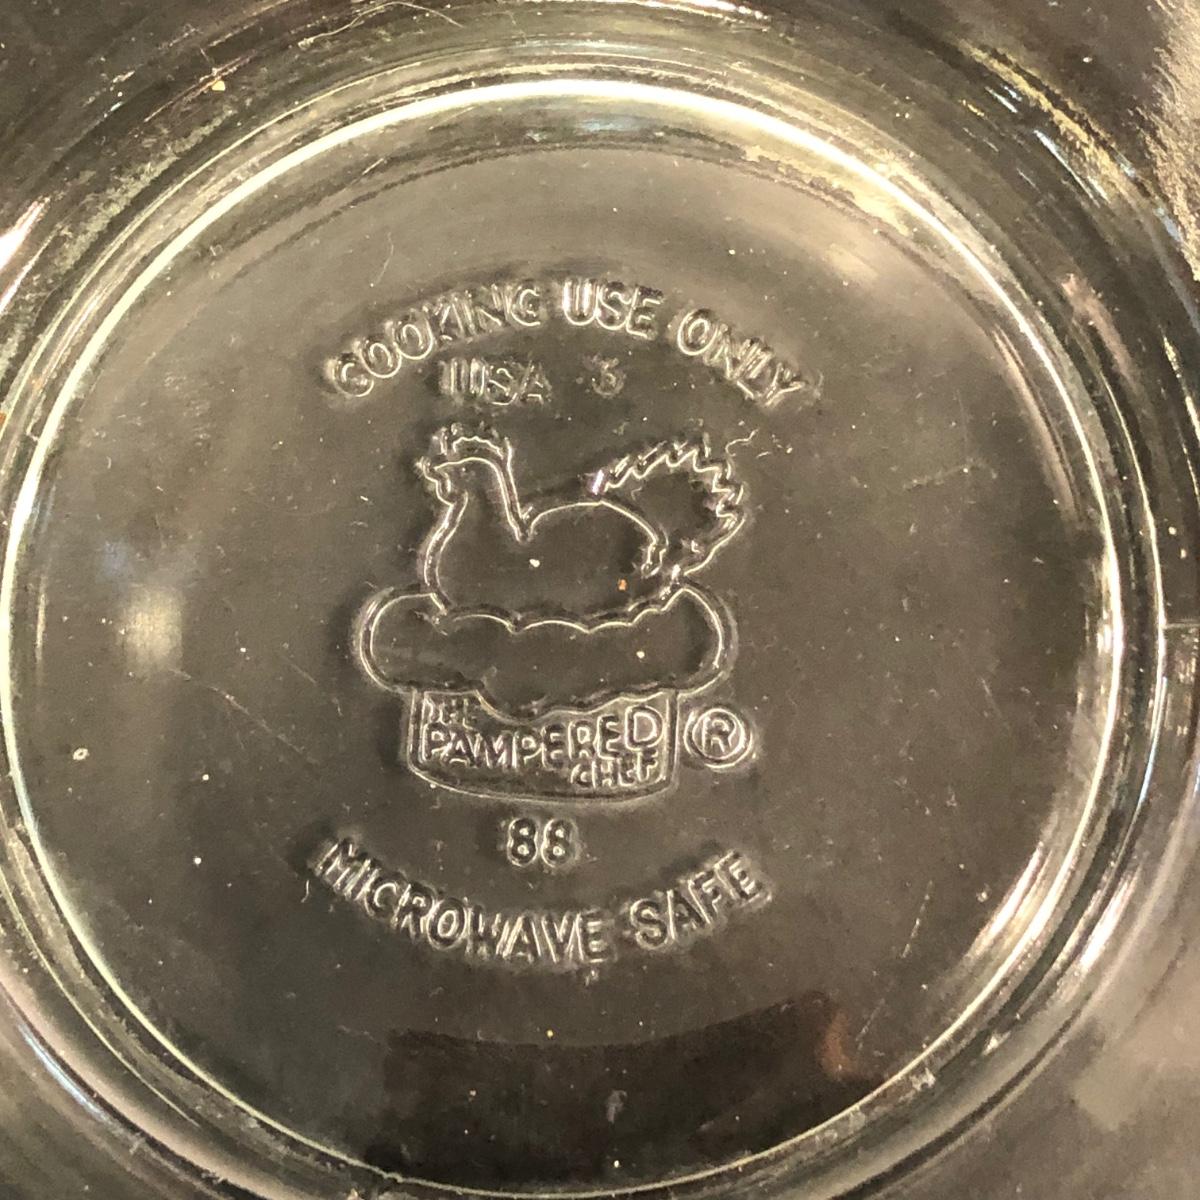 COOKING USE ONLY
USA 3
THE
PAMPERED
CHEF
®
88
MICROWAVE SAFE